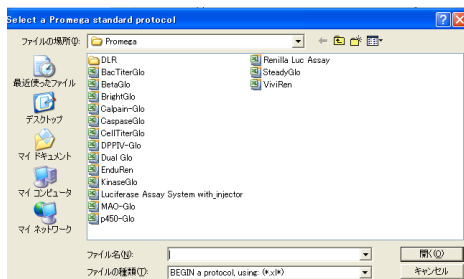 Select a Promega standard protocol
ファイルの場所(I):
Promega
DLR
BacTiterGlo
BetaGlo
BrightGlo
Calpain-Glo
CaspaseGlo
CellTiterGlo
DPPIV-Glo
Dual Glo
EnduRen
KinaseGlo
Luciferase Assay System with_injector
MAO-Glo
p450-Glo
Renilla Luc Assay
SteadyGlo
ViviRen
最近使ったファイル
デスクトップ
マイ ドキュメント
マイ コンピュータ
マイ ネットワーク
ファイル名(N):
開く(O)
ファイルの種類(T):
BEGIN a protocol, using: (*.xl*)
キャンセル